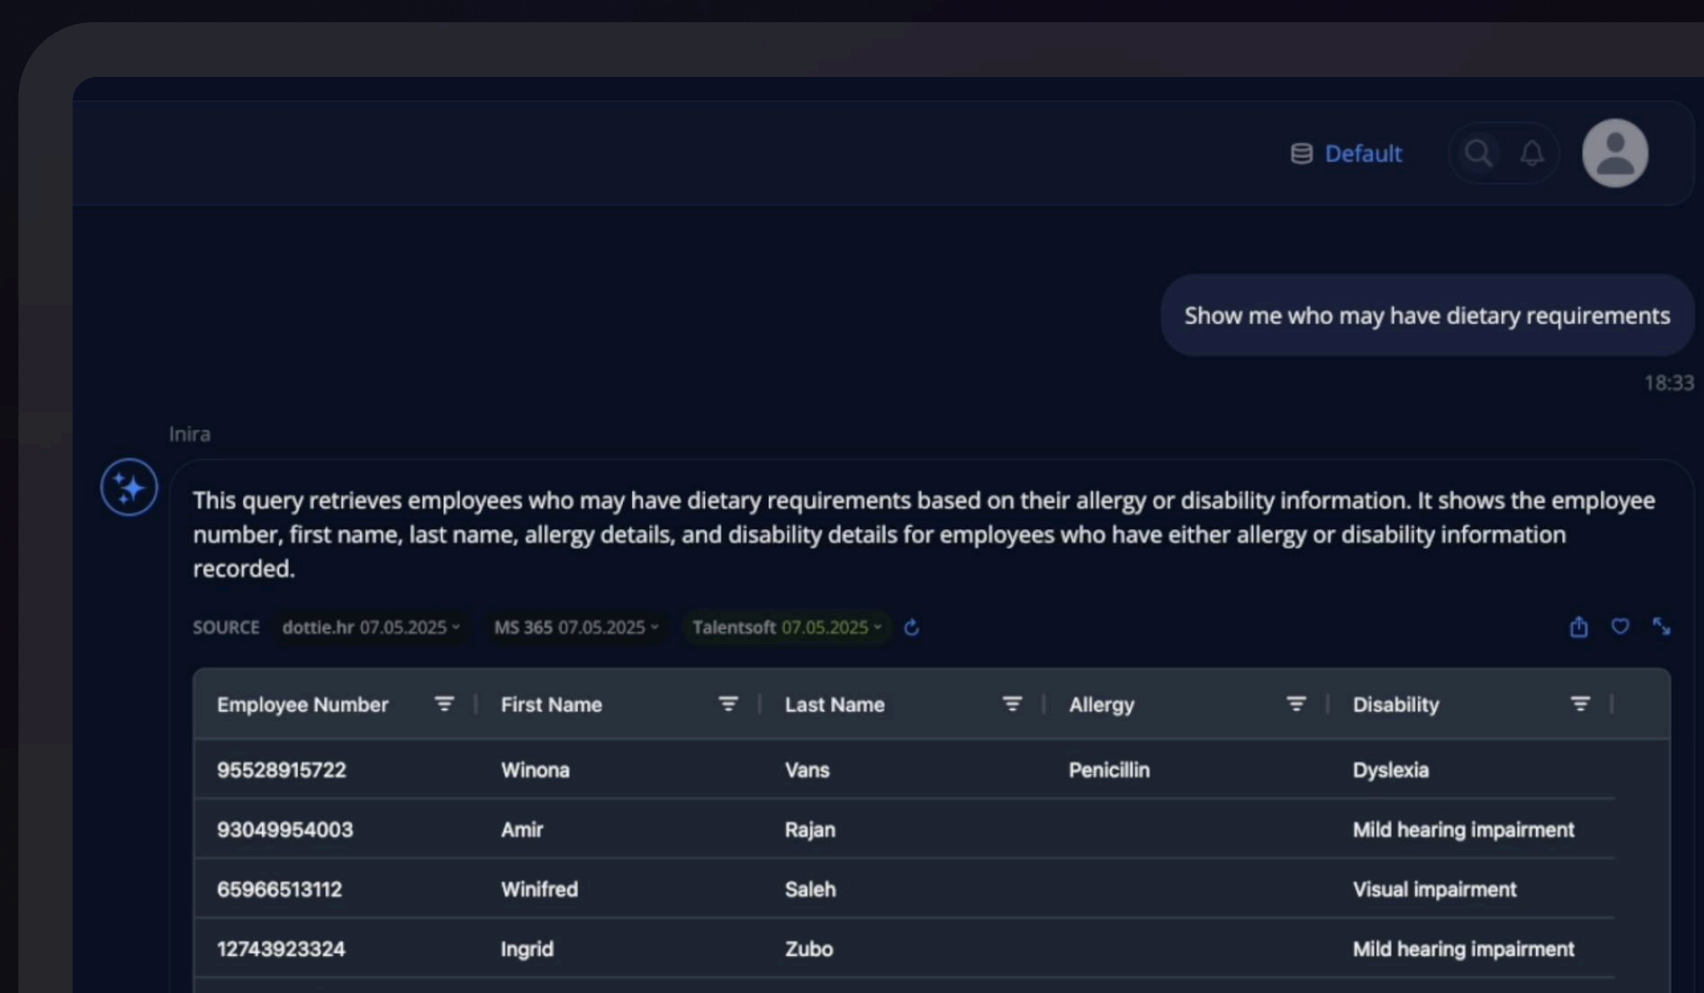 Default
Show me who may have dietary requirements
18:33
Inira
This query retrieves employees who may have dietary requirements based on their allergy or disability information. It shows the employee
number, first name, last name, allergy details, and disability details for employees who have either allergy or disability information
recorded.
SOURCE dottie.hr 07.05.2025 MS 365 07.05.2025 Talentsoft 07.05.2025
Employee Number First Name Last Name Allergy Disability
95528915722 Winona Vans Penicillin Dyslexia
93049954003 Amir Rajan Mild hearing impairment
65966513112 Winifred Saleh Visual impairment
12743923324 Ingrid Zubo Mild hearing impairment